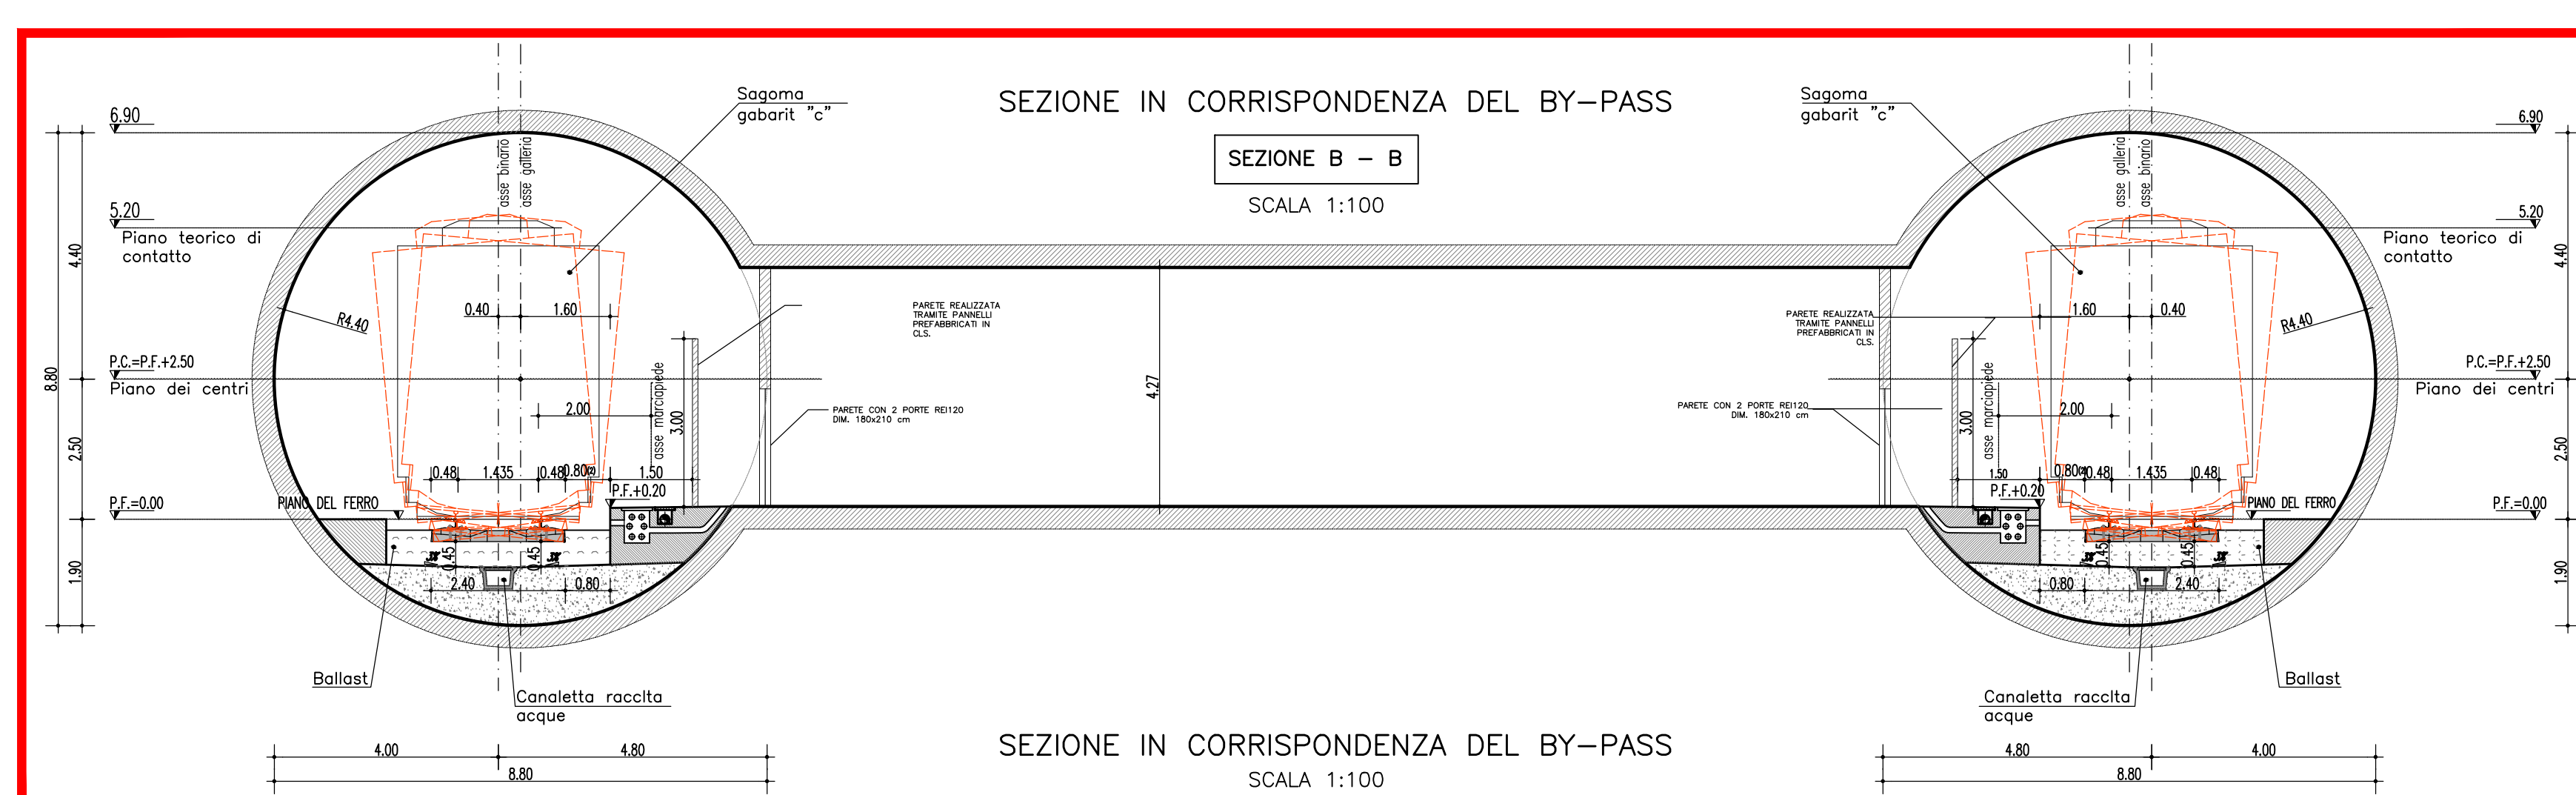 SEZIONE IN CORRISPONDENZA DEL BY-PASS
SEZIONE B - B
SCALA 1:100
6.90
5.20
Piano teorico di
contatto
4.40
8.80
P.C.=P.F.+2.50
Piano dei centri
2.50
P.F.=0.00
1.90
Sagoma
gabarit "c"
asse binario
asse galleria
R4.40
0.40
1.60
2.00
asse marciapiede
3.00
0.48
1.435
0.48
0.80(2)
1.50
P.F.+0.20
PIANO DEL FERRO
0.45
0.45
2.40
0.80
Ballast
Canaletta racclta
acque
4.00
4.80
8.80
PARETE REALIZZATA
TRAMITE PANNELLI
PREFABBRICATI IN
CLS.
PARETE CON 2 PORTE REI120
DIM. 180x210 cm
4.27
SEZIONE IN CORRISPONDENZA DEL BY-PASS
SCALA 1:100
Sagoma
gabarit "c"
asse galleria
asse binario
PARETE REALIZZATA
TRAMITE PANNELLI
PREFABBRICATI IN
CLS.
PARETE CON 2 PORTE REI120
DIM. 180x210 cm
1.60
0.40
R4.40
asse marciapiede
3.00
2.00
1.50
0.80
0.48
1.435
0.48
P.F.+0.20
PIANO DEL FERRO
0.45
0.45
0.80
2.40
Canaletta racclta
acque
Ballast
4.80
4.00
8.80
6.90
5.20
Piano teorico di
contatto
4.40
P.C.=P.F.+2.50
Piano dei centri
2.50
P.F.=0.00
1.90